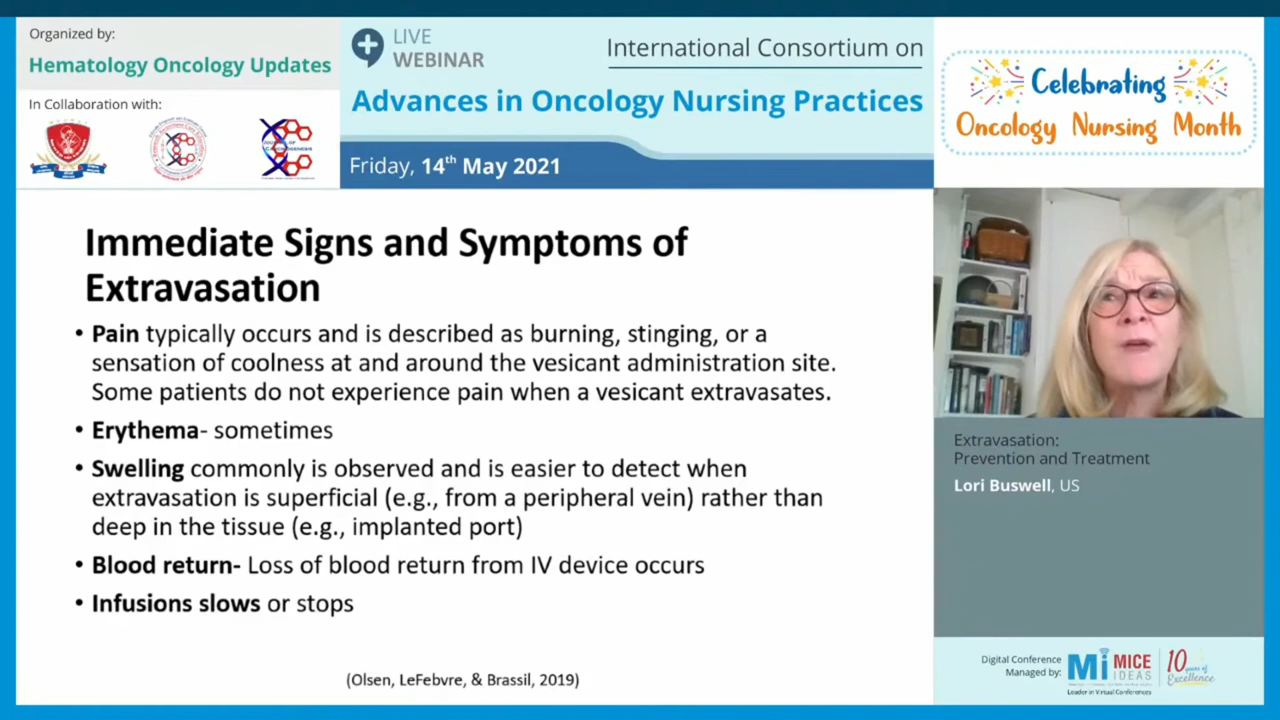 Organized by:
Hematology Oncology Updates
In Collaboration with:
LIVE
WEBINAR
International Consortium on
Advances in Oncology Nursing Practices
Friday, 14th May 2021
Celebrating
Oncology Nursing Month
Immediate Signs and Symptoms of
Extravasation
• Pain typically occurs and is described as burning, stinging, or a
sensation of coolness at and around the vesicant administration site.
Some patients do not experience pain when a vesicant extravasates.
• Erythema- sometimes
• Swelling commonly is observed and is easier to detect when
extravasation is superficial (e.g., from a peripheral vein) rather than
deep in the tissue (e.g., implanted port)
• Blood return- Loss of blood return from IV device occurs
• Infusions slows or stops
(Olsen, LeFebvre, & Brassil, 2019)
Extravasation:
Prevention and Treatment
Lori Buswell, US
Digital Conference
Managed by:
Mi MICE
IDEAS
Leader in Virtual Conferences
10 years of
Excellence